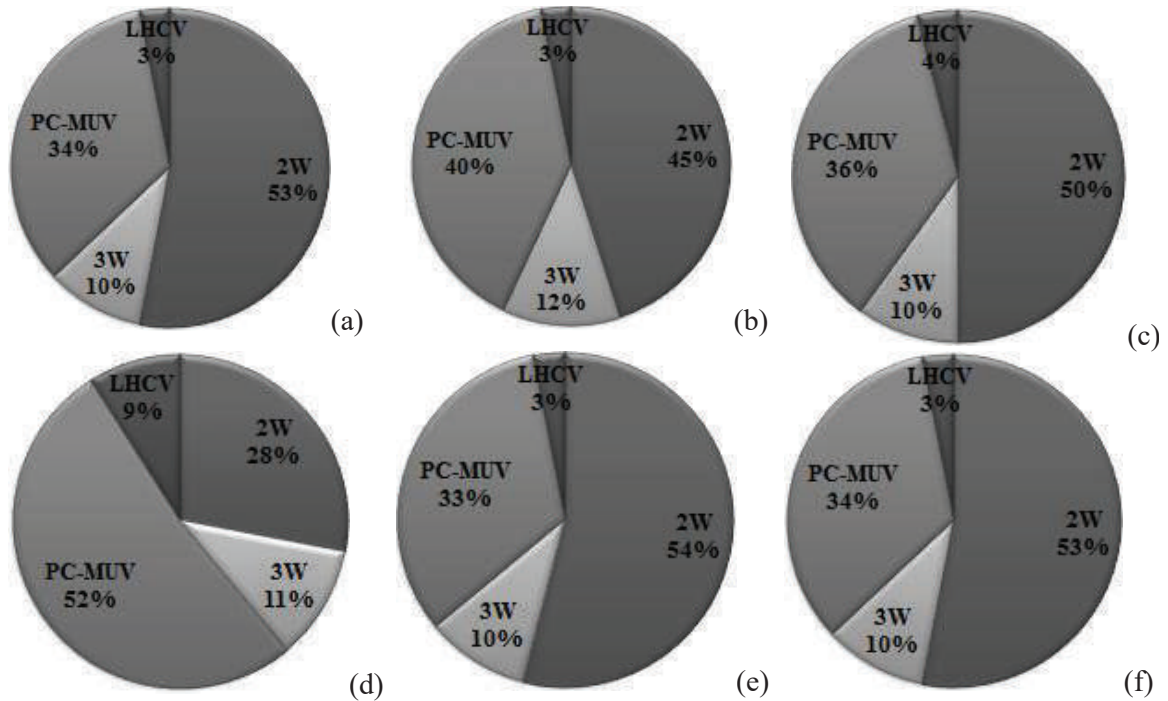 LHCV
3%
PC-MUV
34%
2W
53%
3W
10%
(a)
LHCV
3%
PC-MUV
40%
2W
45%
3W
12%
(b)
LHCV
4%
PC-MUV
36%
2W
50%
3W
10%
(c)
LHCV
9%
2W
28%
PC-MUV
52%
3W
11%
(d)
LHCV
3%
PC-MUV
33%
2W
54%
3W
10%
(e)
LHCV
3%
PC-MUV
34%
2W
53%
3W
10%
(f)